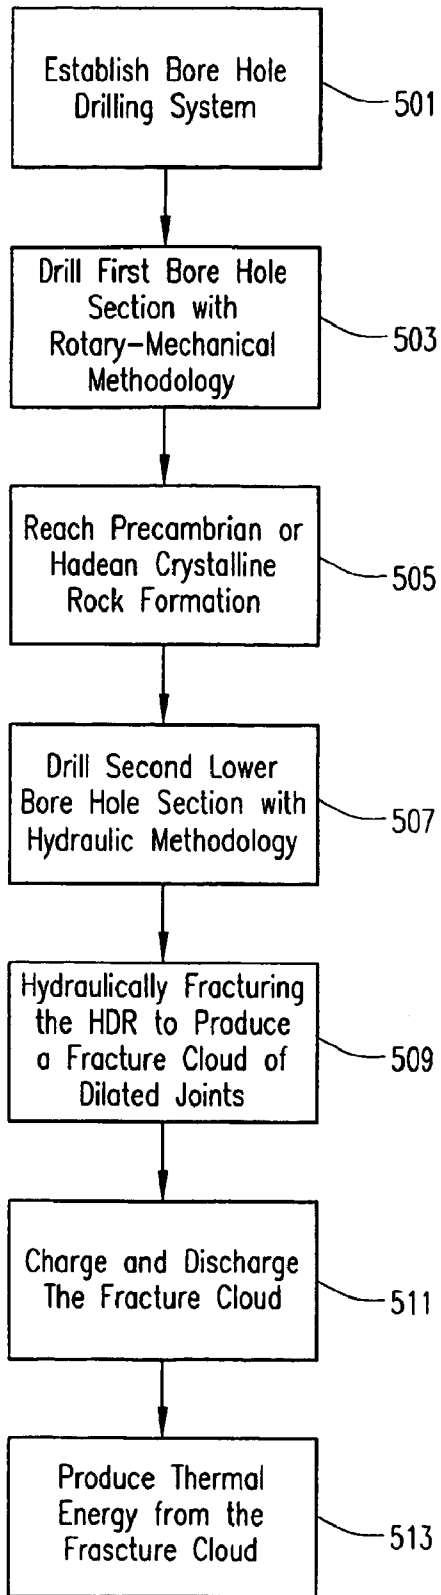 Establish Bore Hole
Drilling System
501
Drill First Bore Hole
Section with
Rotary-Mechanical
Methodology
503
Reach Precambrian or
Hadean Crystalline
Rock Formation
505
Drill Second Lower
Bore Hole Section with
Hydraulic Methodology
507
Hydraulically Fracturing
the HDR to Produce
a Fracture Cloud of
Dilated Joints
509
Charge and Discharge
The Fracture Cloud
511
Produce Thermal
Energy from the
Frascture Cloud
513